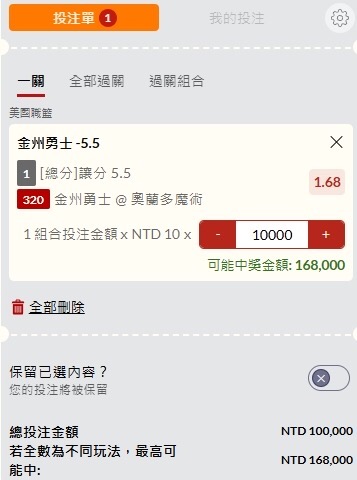 投注單 1
我的投注
一關 全部過關 過關組合
美國職籃
金州勇士 -5.5
1 [總分]讓分 5.5
1.68
320 金州勇士 @ 奧蘭多魔術
1 組合投注金額 x NTD 10 x - 10000 +
可能中獎金額: 168,000
全部刪除
保留已選內容？
您的投注將被保留
總投注金額 NTD 100,000
若全數為不同玩法，最高可
能中: NTD 168,000